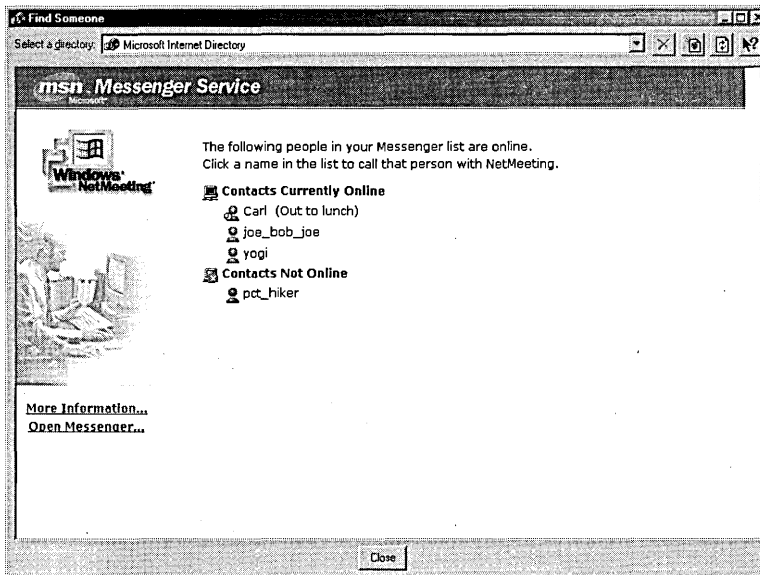 Find Someone
Select a directory: Microsoft Internet Directory
msn Messenger Service
Microsoft
Windows
NetMeeting
The following people in your Messenger list are online.
Click a name in the list to call that person with NetMeeting.
Contacts Currently Online
Carl (Out to lunch)
joe_bob_joe
yogi
Contacts Not Online
pct_hiker
More Information...
Open Messenger...
Close